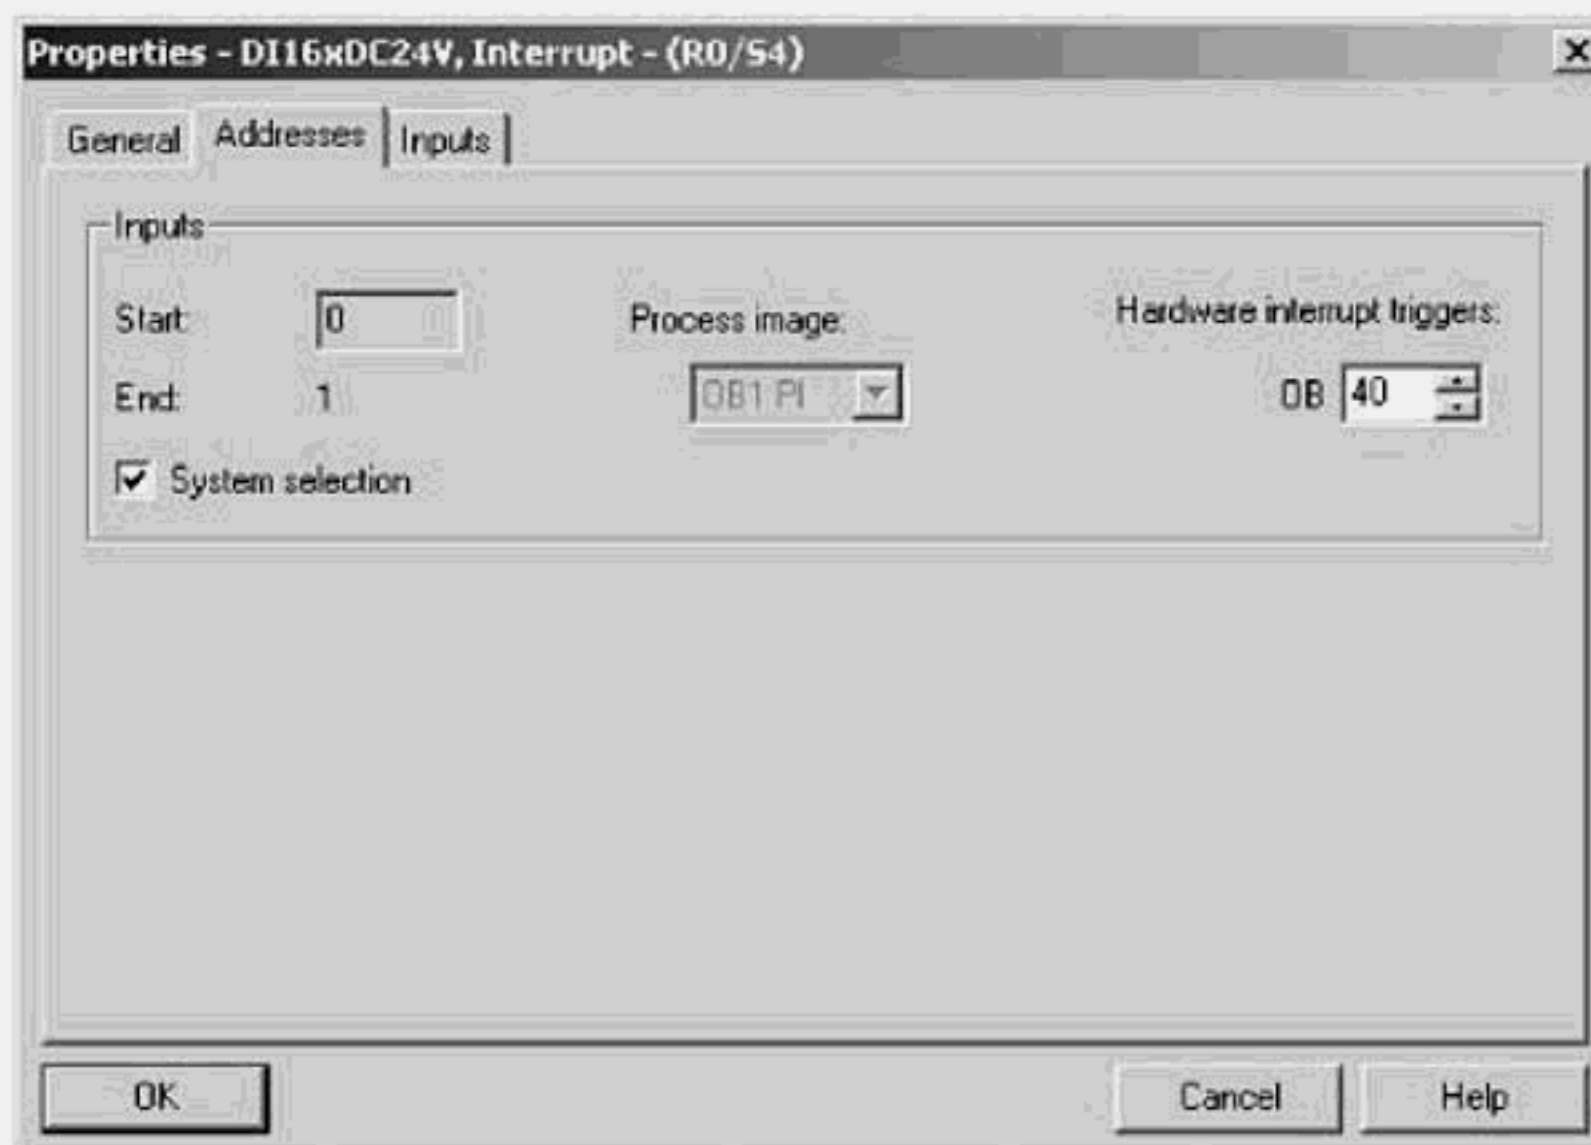 Properties - DI16xDC24V, Interrupt - (R0/S4)
General Addresses Inputs
Inputs
Start: 0 Process image: Hardware interrupt triggers:
End: 1 OB1 PI OB 40
System selection
OK Cancel Help